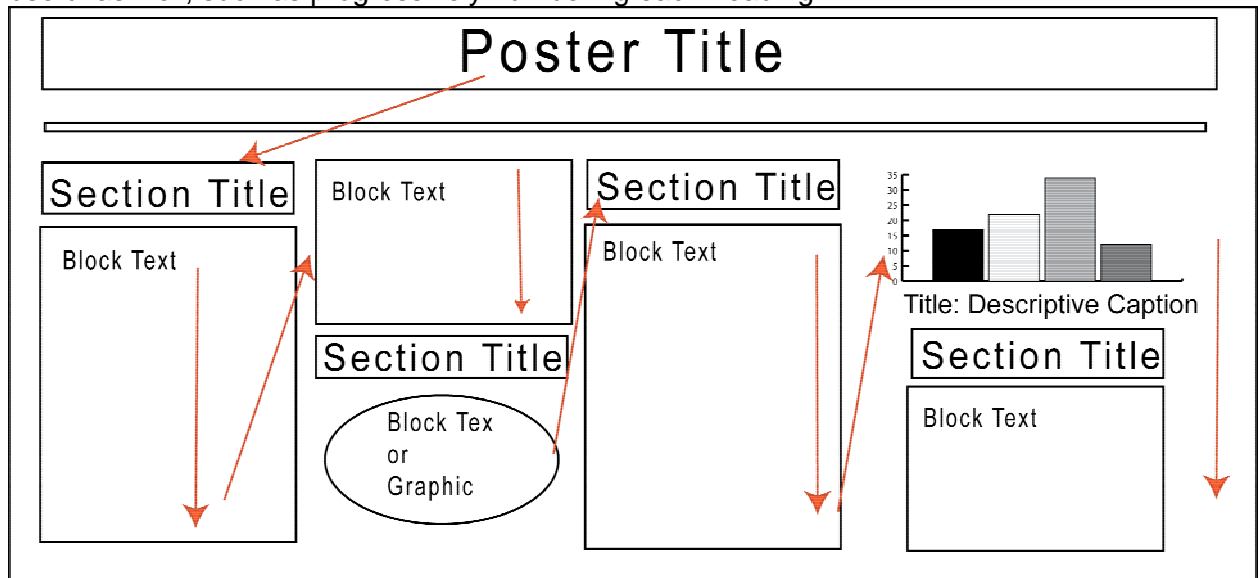 Poster Title
Section Title
Block Text
Block Text
Section Title
Block Tex
or
Graphic
Section Title
Block Text
35
30
25
20
15
10
5
0
Title: Descriptive Caption
Section Title
Block Text